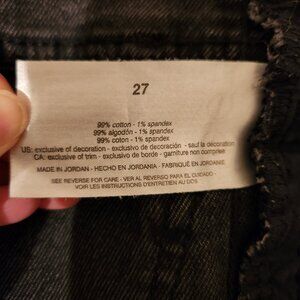 27
99% cotton - 1% spandex
99% algodón - 1% spandex
99% coton - 1% spandex
US: exclusive of decoration - exclusivo de decoración - sauf la décoration
CA: exclusive of trim - exclusivo de borde - garniture non comprise
MADE IN JORDAN - HECHO EN JORDANIA - FABRIQUÉ EN JORDANIE
SEE REVERSE FOR CARE - VER AL REVERSO PARA EL CUIDADO -
VOIR LES INSTRUCTIONS D'ENTRETIEN AU DOS